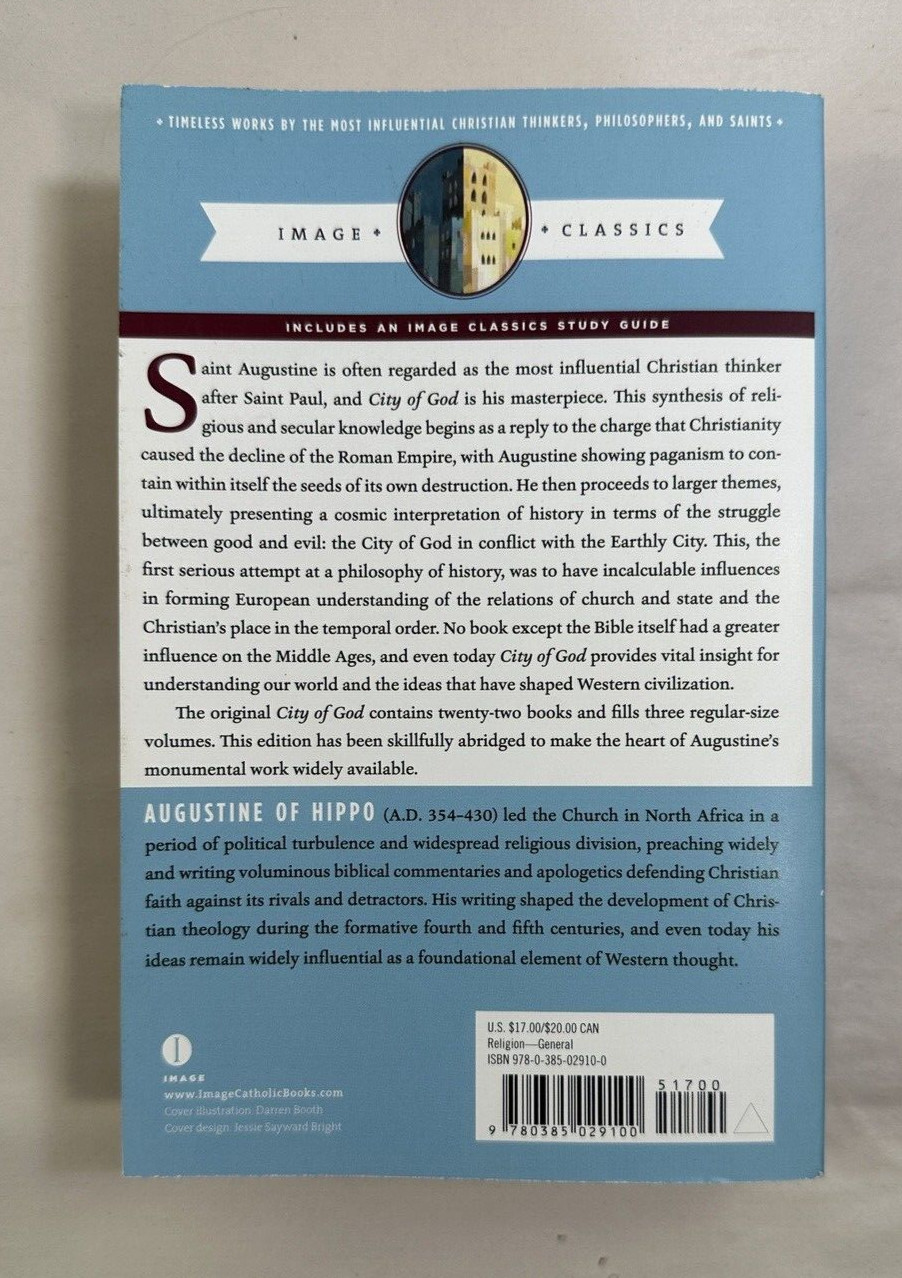 ✦ TIMELESS WORKS BY THE MOST INFLUENTIAL CHRISTIAN THINKERS, PHILOSOPHERS, AND SAINTS ✦
IMAGE ✦ ✦ CLASSICS
INCLUDES AN IMAGE CLASSICS STUDY GUIDE
Saint Augustine is often regarded as the most influential Christian thinker
after Saint Paul, and City of God is his masterpiece. This synthesis of reli-
gious and secular knowledge begins as a reply to the charge that Christianity
caused the decline of the Roman Empire, with Augustine showing paganism to con-
tain within itself the seeds of its own destruction. He then proceeds to larger themes,
ultimately presenting a cosmic interpretation of history in terms of the struggle
between good and evil: the City of God in conflict with the Earthly City. This, the
first serious attempt at a philosophy of history, was to have incalculable influences
in forming European understanding of the relations of church and state and the
Christian's place in the temporal order. No book except the Bible itself had a greater
influence on the Middle Ages, and even today City of God provides vital insight for
understanding our world and the ideas that have shaped Western civilization.
The original City of God contains twenty-two books and fills three regular-size
volumes. This edition has been skillfully abridged to make the heart of Augustine's
monumental work widely available.
AUGUSTINE OF HIPPO (A.D. 354–430) led the Church in North Africa in a
period of political turbulence and widespread religious division, preaching widely
and writing voluminous biblical commentaries and apologetics defending Christian
faith against its rivals and detractors. His writing shaped the development of Chris-
tian theology during the formative fourth and fifth centuries, and even today his
ideas remain widely influential as a foundational element of Western thought.
I
IMAGE
www.ImageCatholicBooks.com
Cover illustration: Darren Booth
Cover design: Jessie Sayward Bright
U.S. $17.00/$20.00 CAN
Religion—General
ISBN 978-0-385-02910-0
51700
9 780385 029100